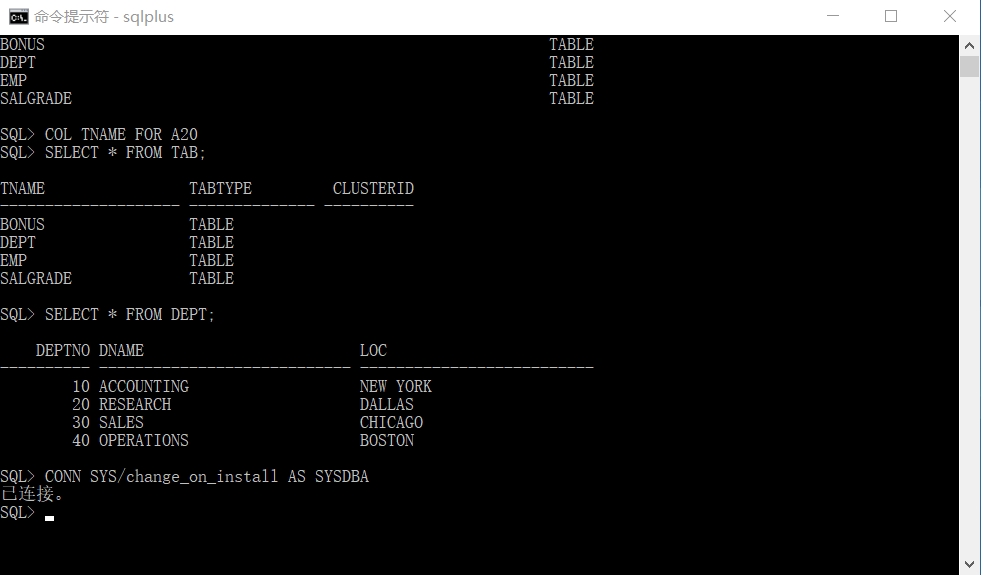 命令提示符 - sqlplus
BONUS TABLE
DEPT TABLE
EMP TABLE
SALGRADE TABLE
SQL> COL TNAME FOR A20
SQL> SELECT * FROM TAB;
TNAME TABTYPE CLUSTERID
-------------------- -------------- ----------
BONUS TABLE
DEPT TABLE
EMP TABLE
SALGRADE TABLE
SQL> SELECT * FROM DEPT;
DEPTNO DNAME LOC
---------- ---------------------------- --------------------------
10 ACCOUNTING NEW YORK
20 RESEARCH DALLAS
30 SALES CHICAGO
40 OPERATIONS BOSTON
SQL> CONN SYS/change_on_install AS SYSDBA
已连接。
SQL>